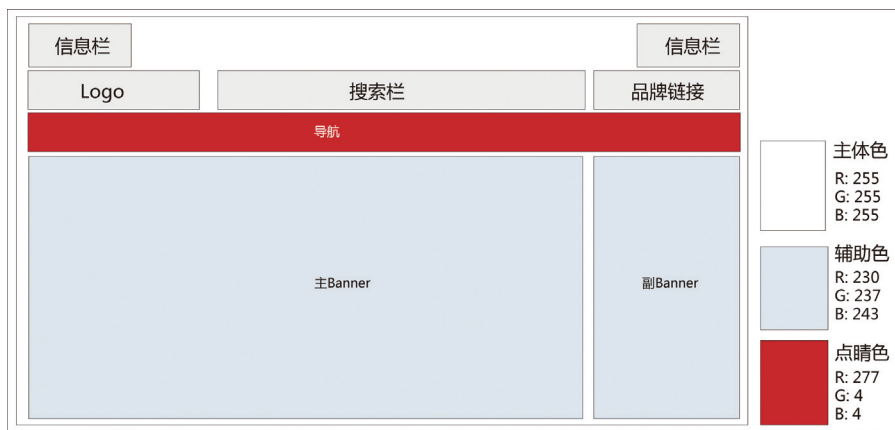 信息栏
信息栏
Logo
搜索栏
品牌链接
导航
主Banner
副Banner
主体色
R: 255
G: 255
B: 255
辅助色
R: 230
G: 237
B: 243
点睛色
R: 277
G: 4
B: 4